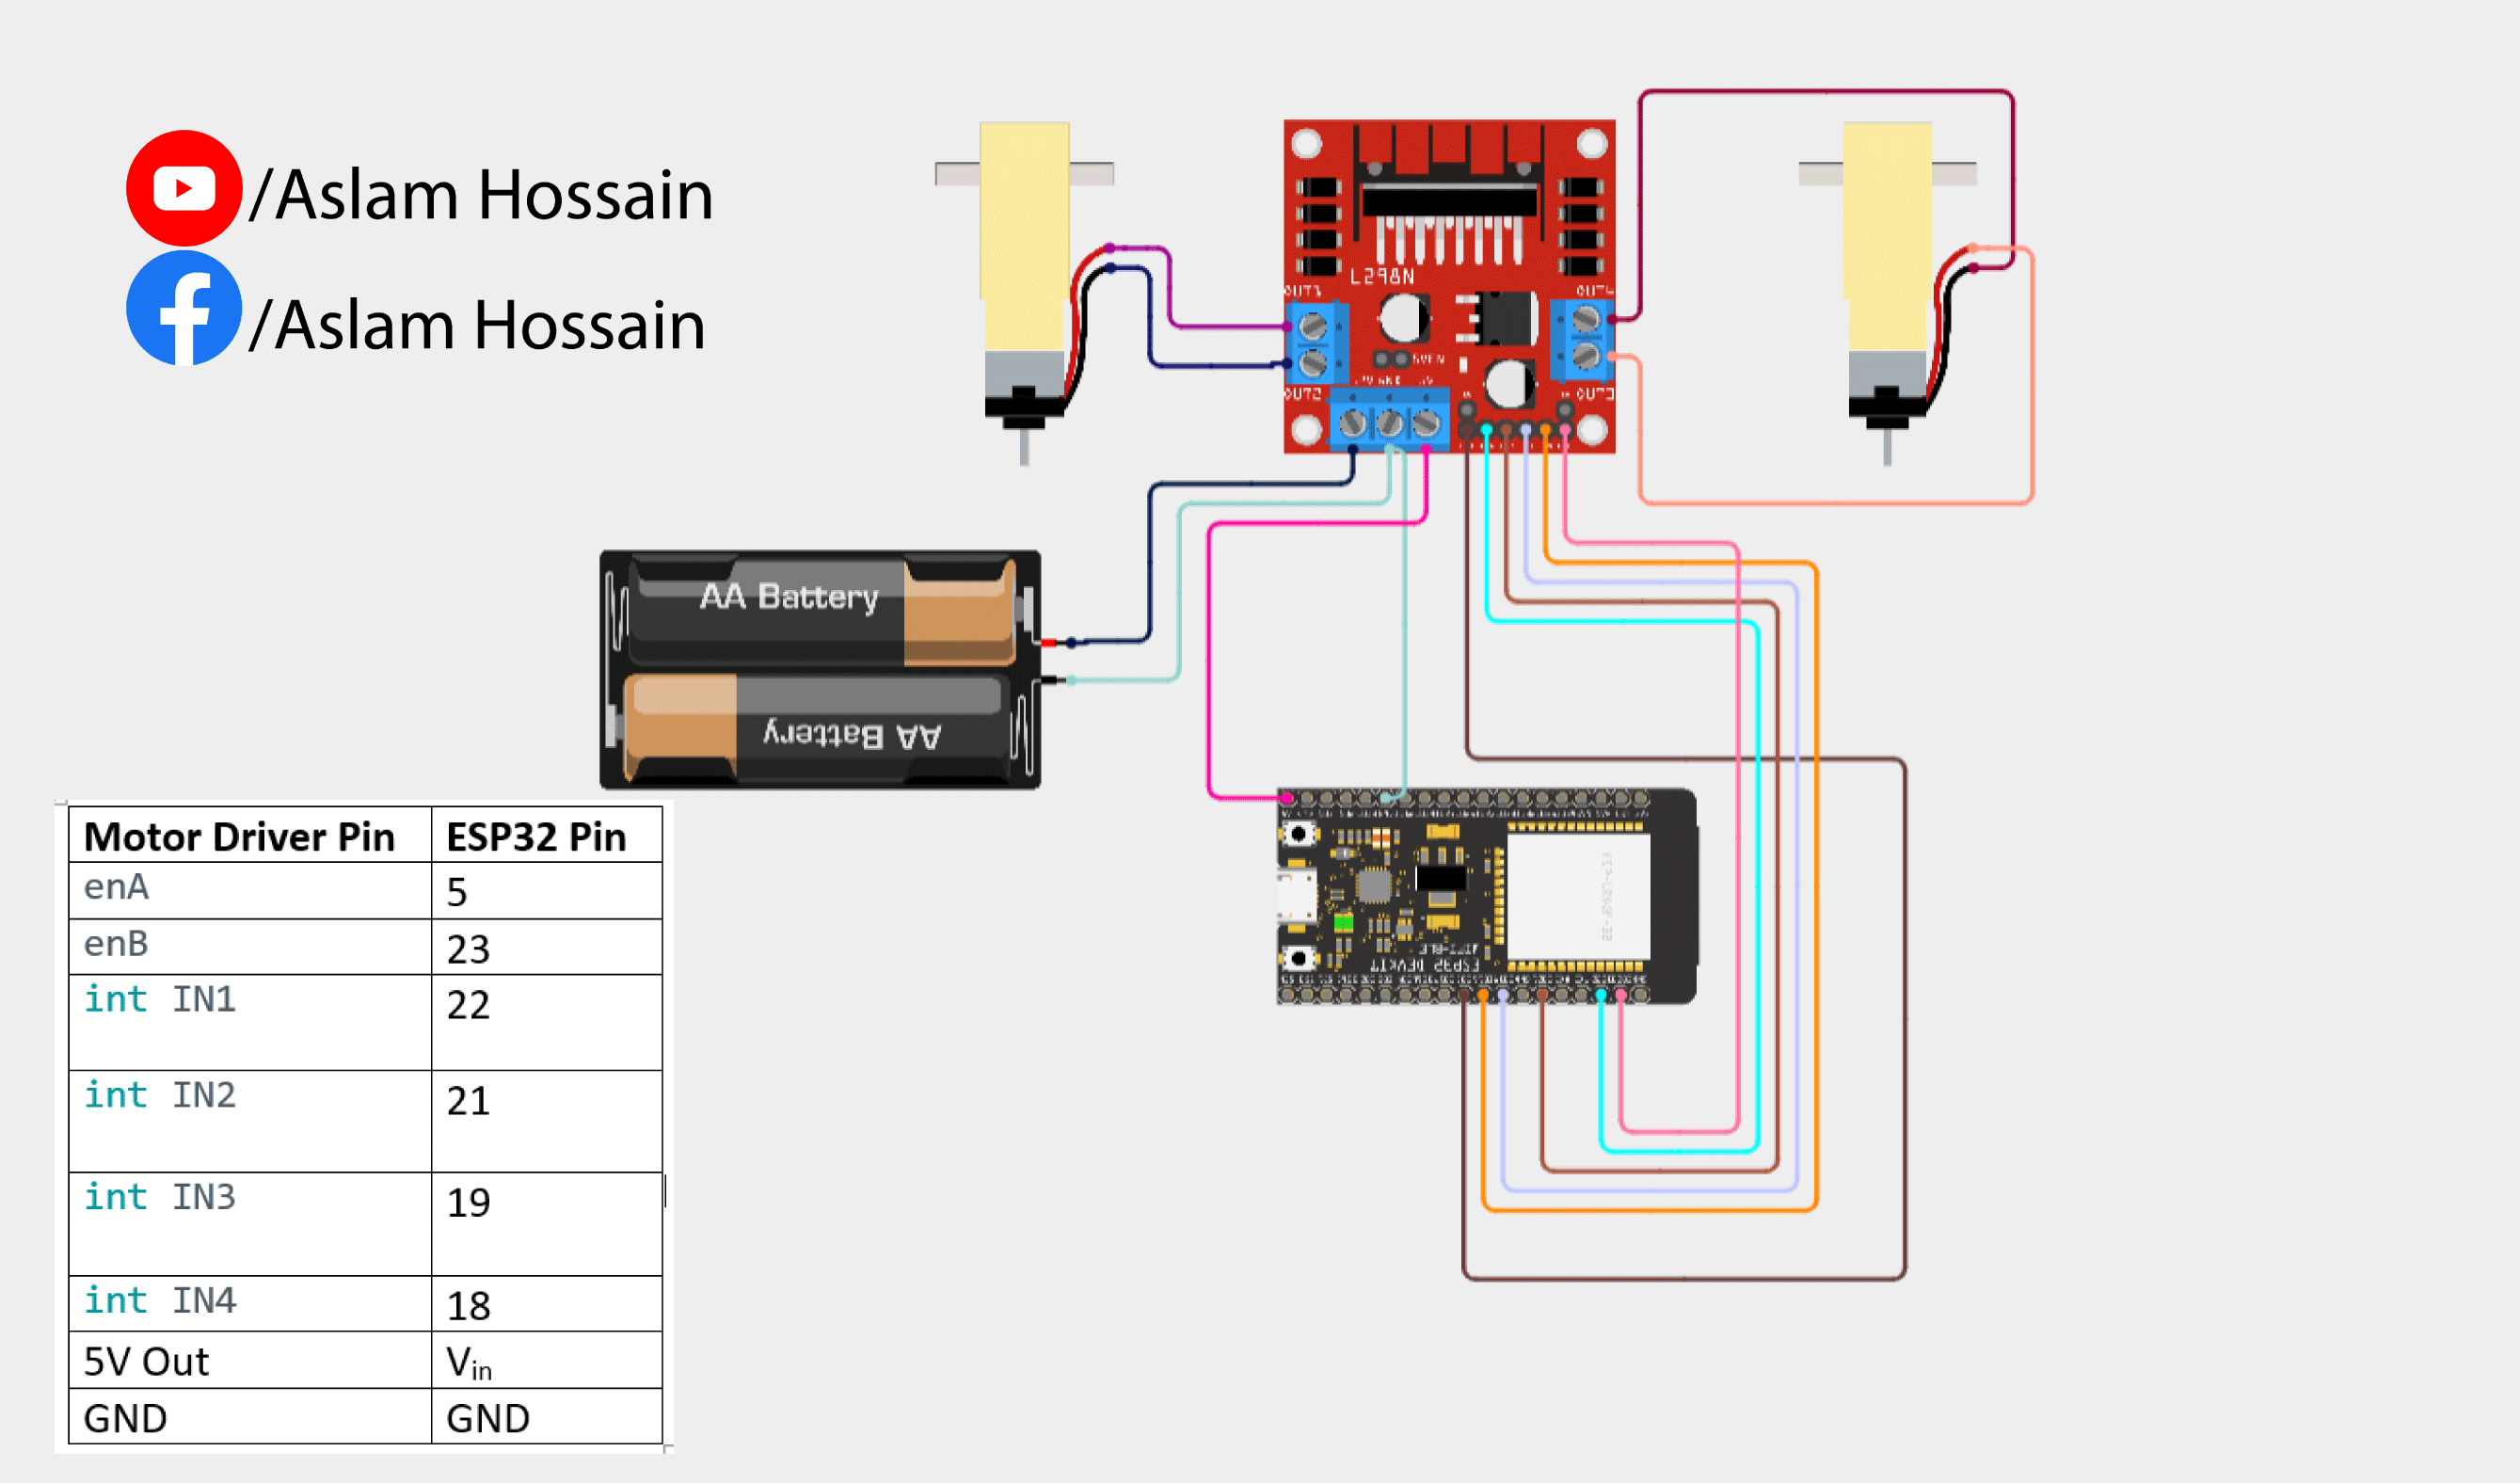 /Aslam Hossain
/Aslam Hossain
OUT1
L298N
OUT4
5VEN
OUT2
OUT3
AA Battery
AA Battery
ESP32 DEVKIT
Motor Driver Pin ESP32 Pin
enA 5
enB 23
int IN1 22
int IN2 21
int IN3 19
int IN4 18
5V Out Vin
GND GND